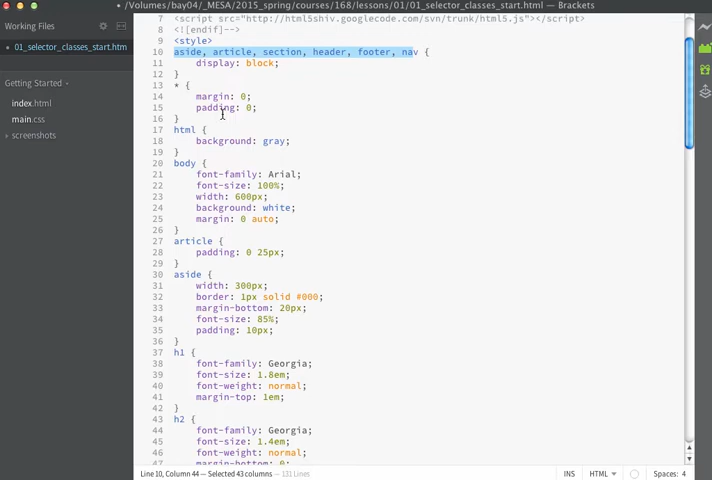 /Volumes/bay04/_MESA/2015_spring/courses/168/lessons/01/01_selector_classes_start.html — Brackets
Working Files
01_selector_classes_start.htm
Getting Started
index.html
main.css
screenshots
7 <script src="http://html5shiv.googlecode.com/svn/trunk/html5.js"></script>
8 <![endif]-->
9 <style>
10 aside, article, section, header, footer, nav {
11 display: block;
12 }
13 * {
14 margin: 0;
15 padding: 0;
16 }
17 html {
18 background: gray;
19 }
20 body {
21 font-family: Arial;
22 font-size: 100%;
23 width: 600px;
24 background: white;
25 margin: 0 auto;
26 }
27 article {
28 padding: 0 25px;
29 }
30 aside {
31 width: 300px;
32 border: 1px solid #000;
33 margin-bottom: 20px;
34 font-size: 85%;
35 padding: 10px;
36 }
37 h1 {
38 font-family: Georgia;
39 font-size: 1.8em;
40 font-weight: normal;
41 margin-top: 1em;
42 }
43 h2 {
44 font-family: Georgia;
45 font-size: 1.4em;
46 font-weight: normal;
47 margin-bottom: 0;
Line 10, Column 44 — Selected 43 columns — 131 Lines
INS HTML Spaces: 4